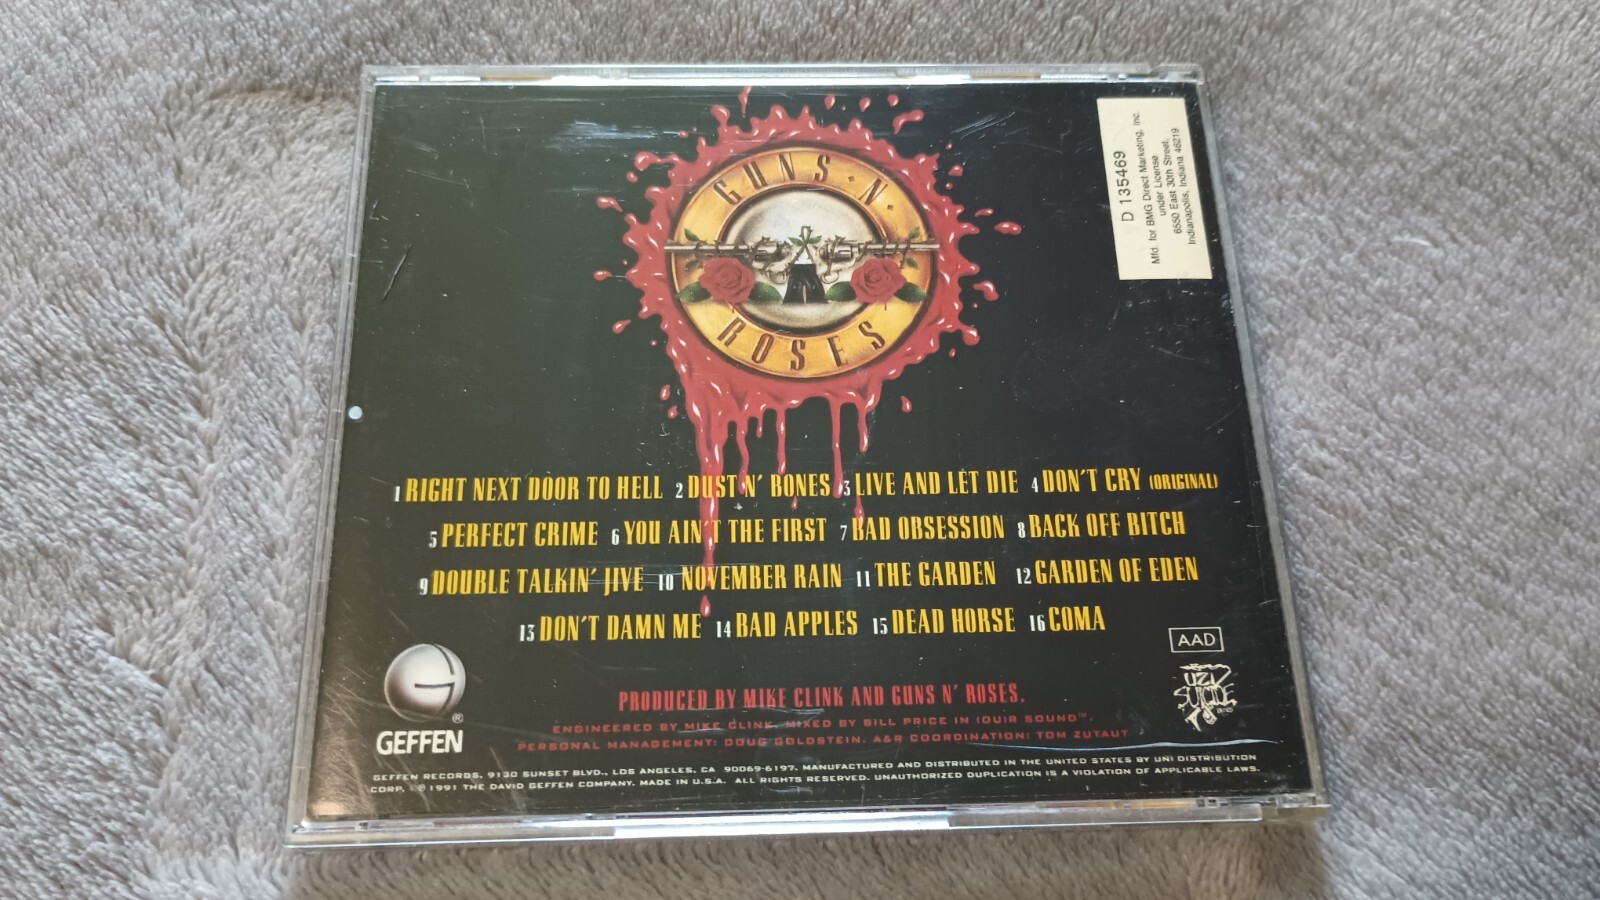 GUNS • N •
ROSES
D 135469
Mfd. for BMG Direct Marketing, Inc.
under License
6550 East 30th Street,
Indianapolis, Indiana 46219
1 RIGHT NEXT DOOR TO HELL 2 DUST N' BONES 3 LIVE AND LET DIE 4 DON'T CRY (ORIGINAL)
5 PERFECT CRIME 6 YOU AIN'T THE FIRST 7 BAD OBSESSION 8 BACK OFF BITCH
9 DOUBLE TALKIN' JIVE 10 NOVEMBER RAIN 11 THE GARDEN 12 GARDEN OF EDEN
13 DON'T DAMN ME 14 BAD APPLES 15 DEAD HORSE 16 COMA
AAD
UZI
SUICIDE
GEFFEN
®
PRODUCED BY MIKE CLINK AND GUNS N' ROSES.
ENGINEERED BY MIKE CLINK. MIXED BY BILL PRICE IN (QUIR SOUND™.
PERSONAL MANAGEMENT: DOUG GOLDSTEIN. A&R COORDINATION: TOM ZUTAUT
GEFFEN RECORDS, 9130 SUNSET BLVD., LOS ANGELES, CA 90069-6197. MANUFACTURED AND DISTRIBUTED IN THE UNITED STATES BY UNI DISTRIBUTION
CORP. ℗©1991 THE DAVID GEFFEN COMPANY. MADE IN U.S.A. ALL RIGHTS RESERVED. UNAUTHORIZED DUPLICATION IS A VIOLATION OF APPLICABLE LAWS.